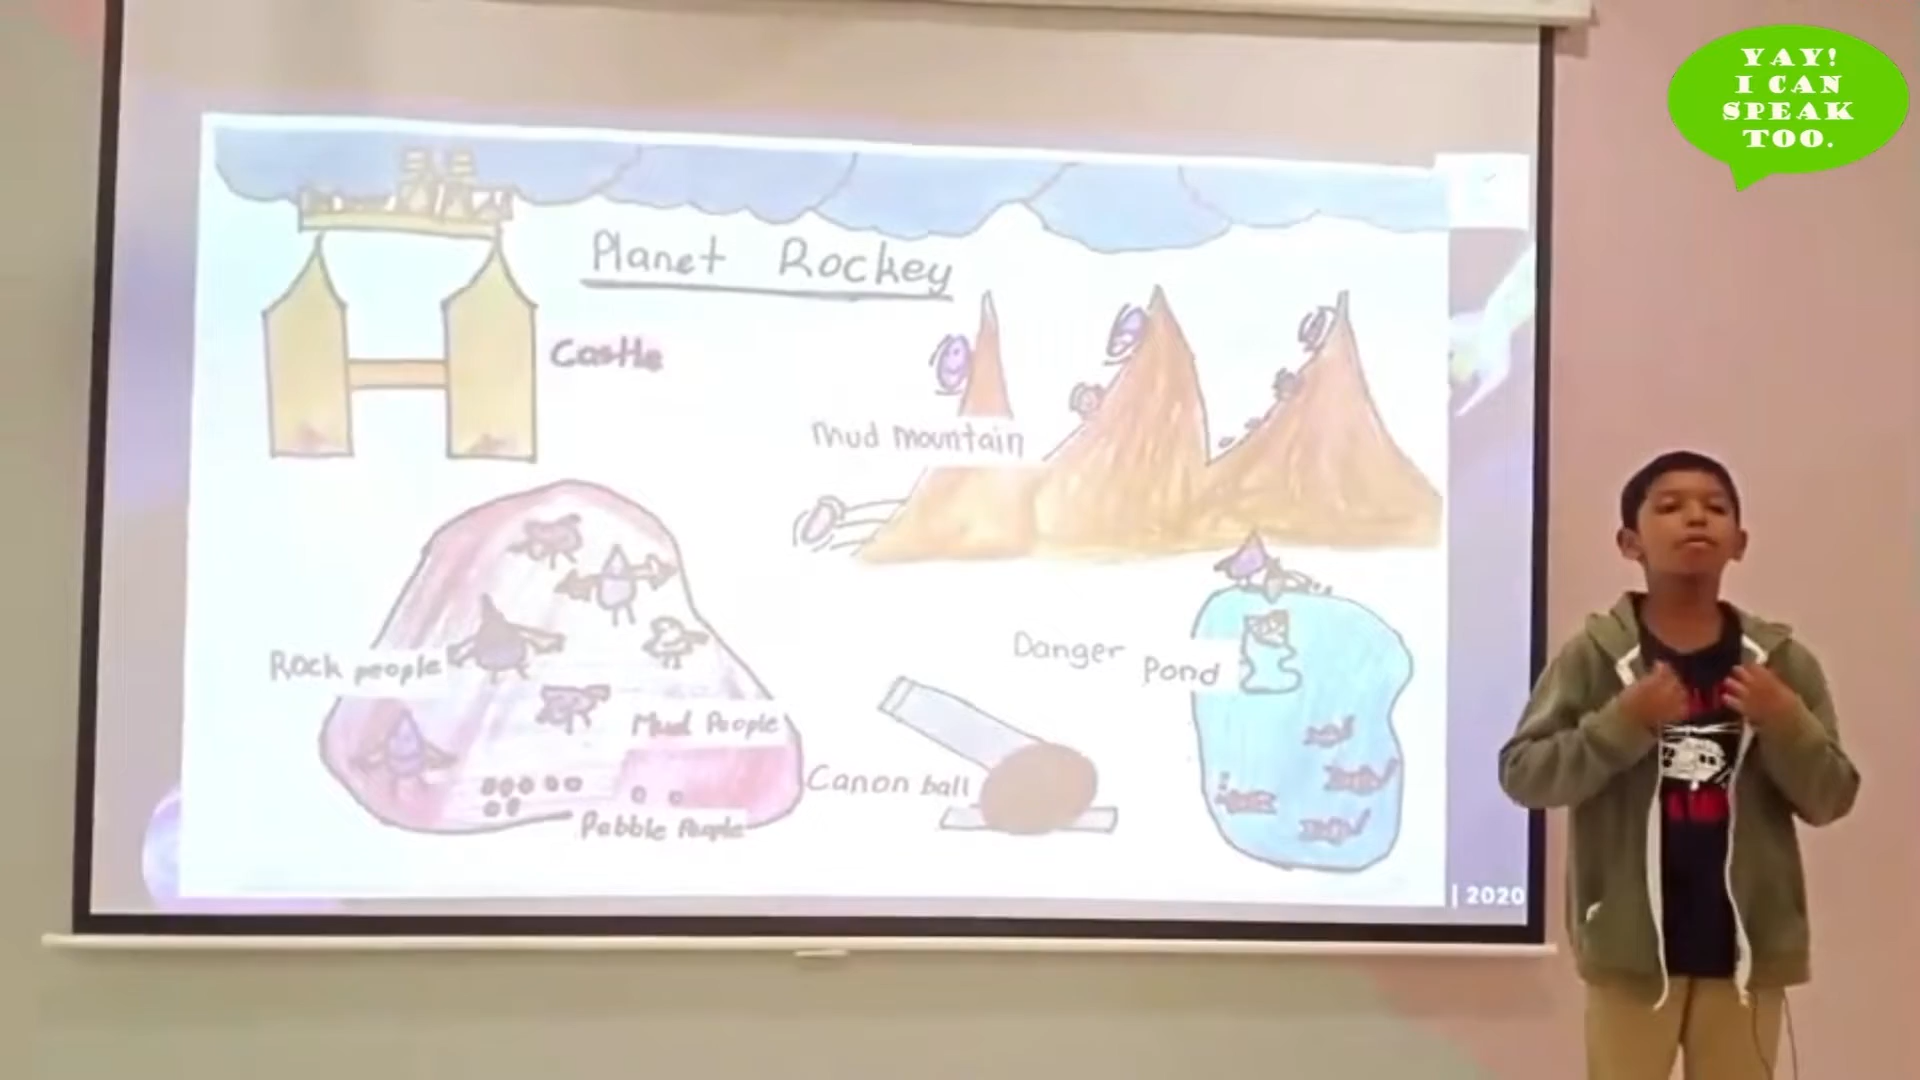 YAY!
I CAN
SPEAK
TOO.
Planet Rockey
Castle
Mud mountain
Rock people
Mud People
Pebble People
Canon ball
Danger Pond
| 2020